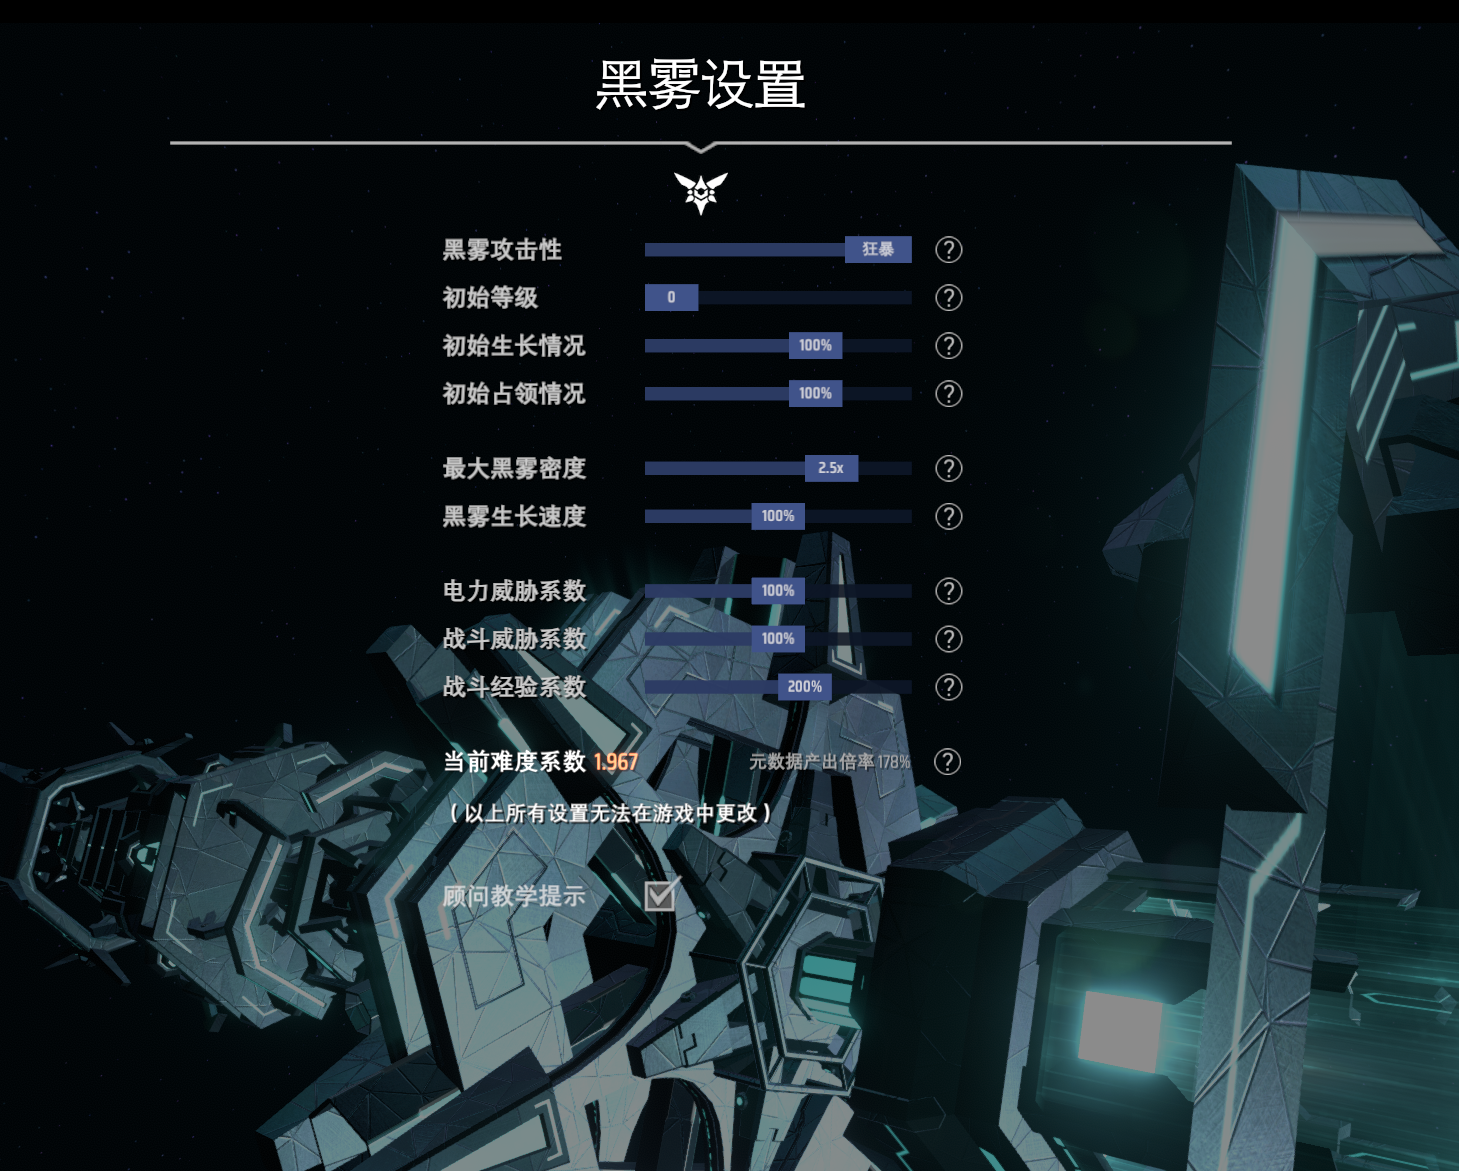 黑雾设置
黑雾攻击性 狂暴 ?
初始等级 0 ?
初始生长情况 100% ?
初始占领情况 100% ?
最大黑雾密度 2.5x ?
黑雾生长速度 100% ?
电力威胁系数 100% ?
战斗威胁系数 100% ?
战斗经验系数 200% ?
当前难度系数 1.967 元数据产出倍率 178% ?
（以上所有设置无法在游戏中更改）
顾问教学提示